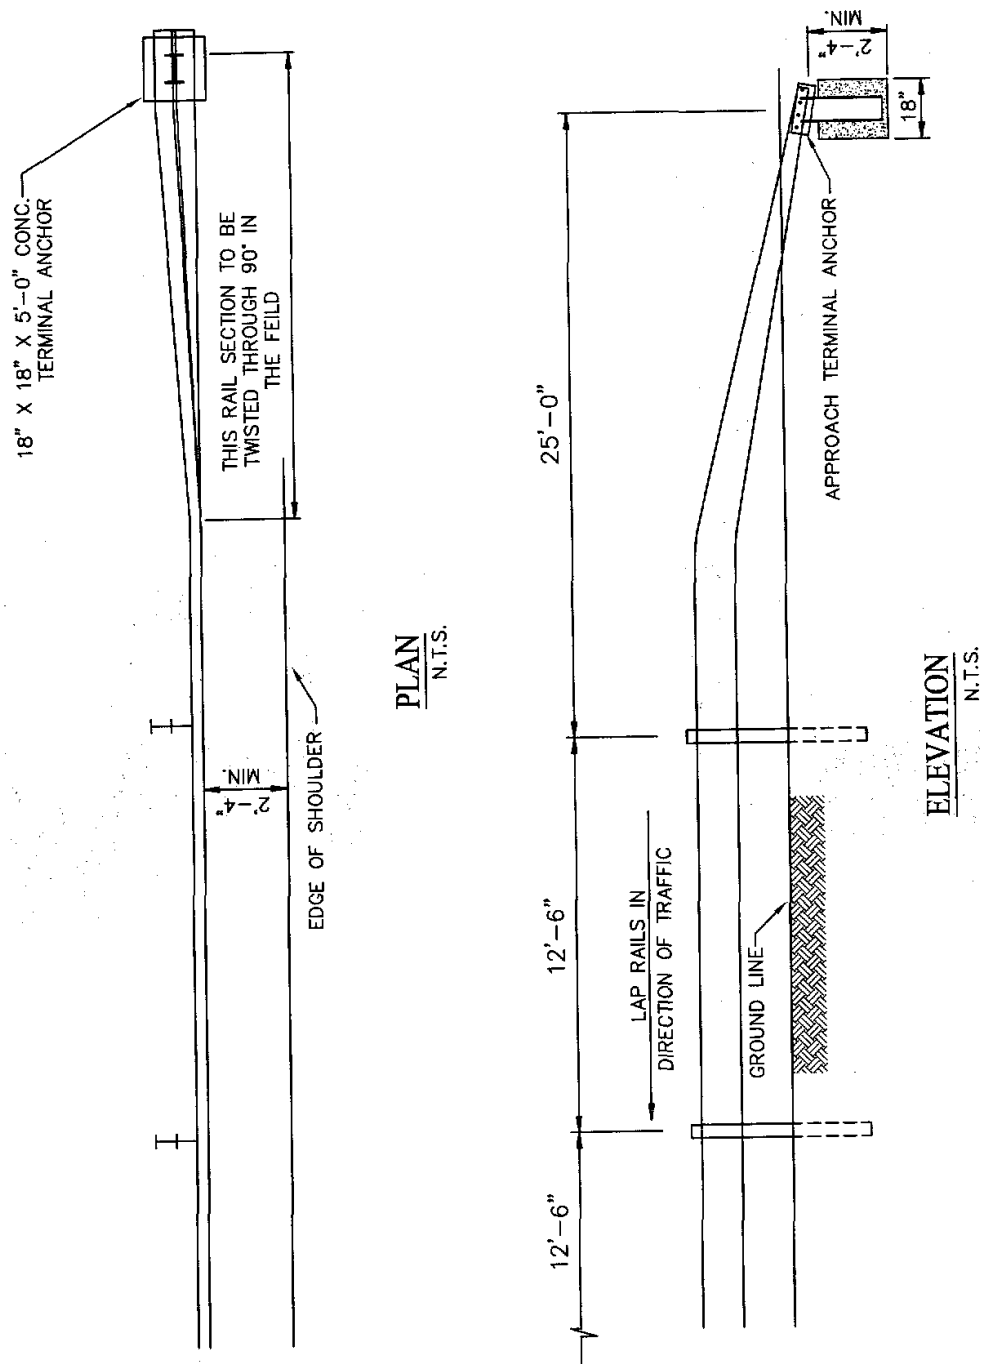 18" X 18" X 5'-0" CONC.
TERMINAL ANCHOR
THIS RAIL SECTION TO BE
TWISTED THROUGH 90° IN
THE FEILD
2'-4"
MIN.
EDGE OF SHOULDER
PLAN
N.T.S.
12'-6"
12'-6"
25'-0"
2'-4"
MIN.
18"
LAP RAILS IN
DIRECTION OF TRAFFIC
GROUND LINE
APPROACH TERMINAL ANCHOR
ELEVATION
N.T.S.